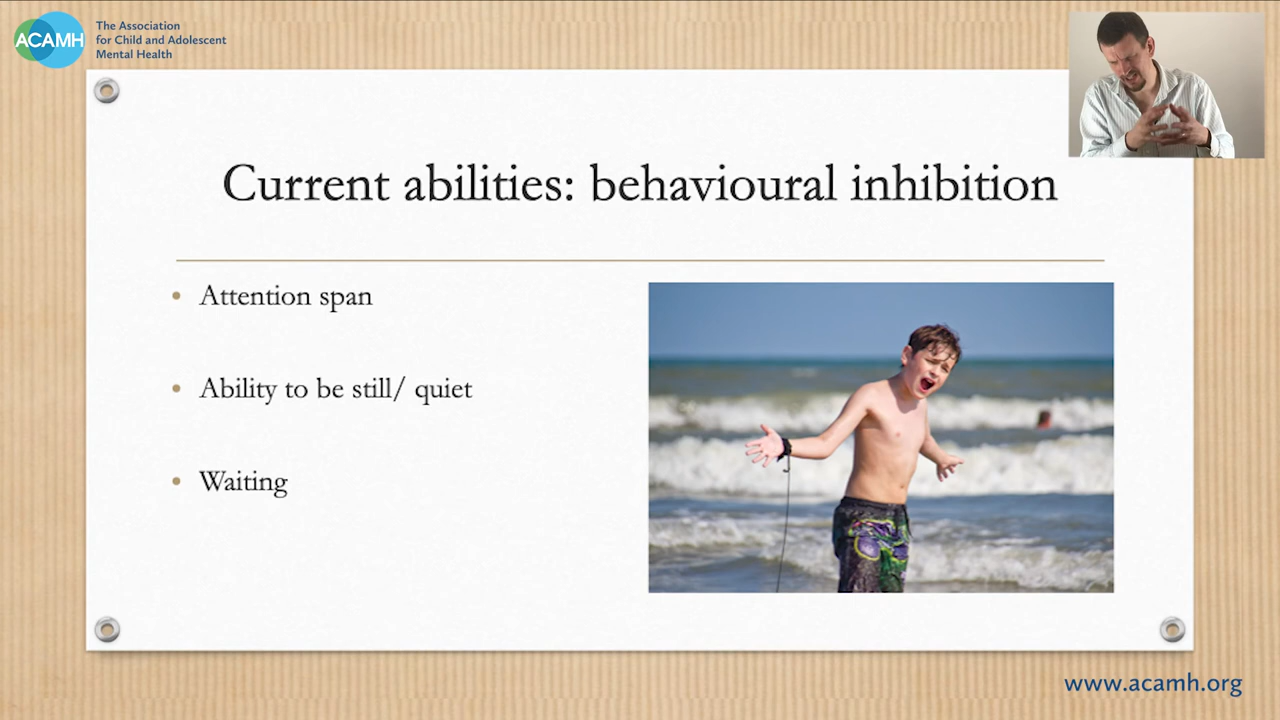 ACAMH
The Association
for Child and Adolescent
Mental Health
Current abilities: behavioural inhibition
• Attention span
• Ability to be still/ quiet
• Waiting
www.acamh.org